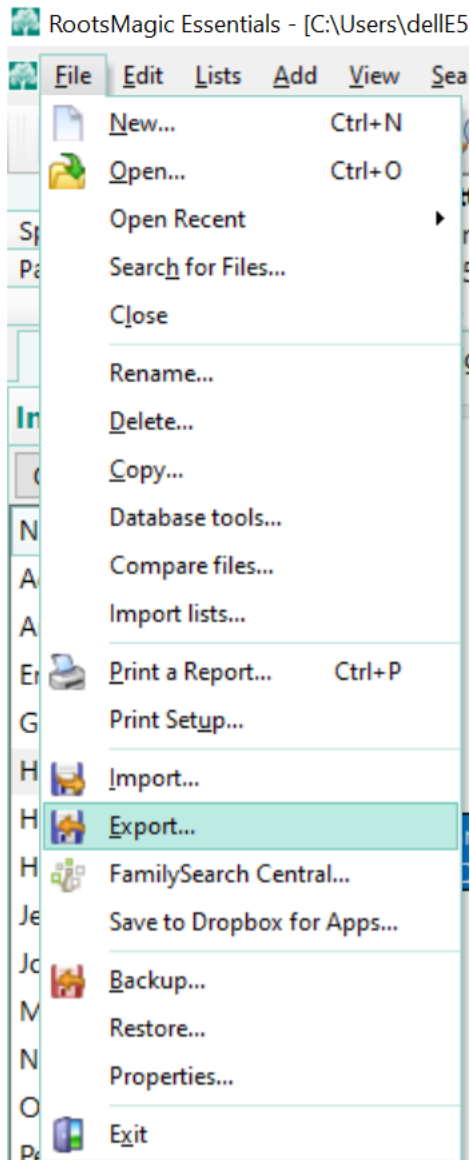 RootsMagic Essentials - [C:\Users\dellE5
File Edit Lists Add View Sea
New... Ctrl+N
Open... Ctrl+O
Open Recent
Search for Files...
Close
Rename...
Delete...
Copy...
Database tools...
Compare files...
Import lists...
Print a Report... Ctrl+P
Print Setup...
Import...
Export...
FamilySearch Central...
Save to Dropbox for Apps...
Backup...
Restore...
Properties...
Exit